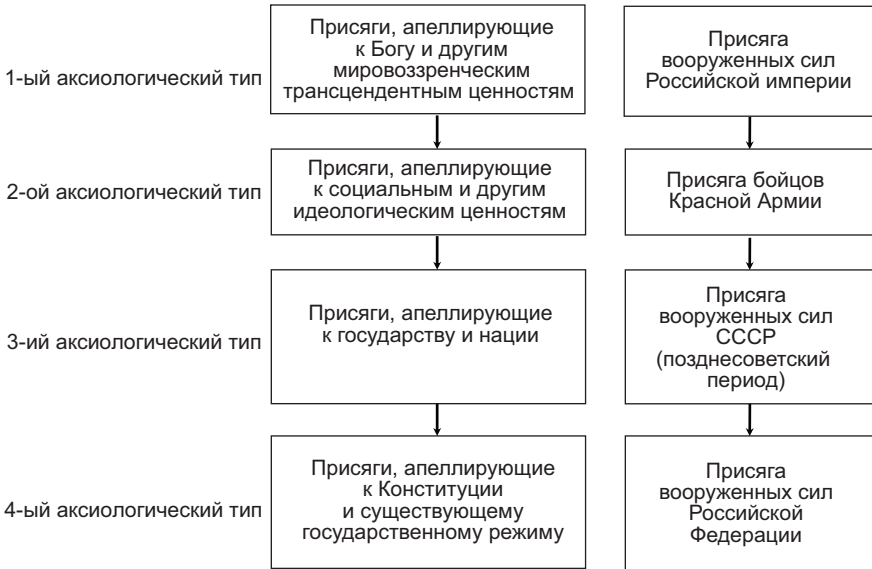 1-ый аксиологический тип
Присяги, апеллирующие
к Богу и другим
мировоззренческим
трансцендентным ценностям
Присяга
вооруженных сил
Российской империи
2-ой аксиологический тип
Присяги, апеллирующие
к социальным и другим
идеологическим ценностям
Присяга бойцов
Красной Армии
3-ий аксиологический тип
Присяги, апеллирующие
к государству и нации
Присяга
вооруженных сил
СССР
(позднесоветский
период)
4-ый аксиологический тип
Присяги, апеллирующие
к Конституции
и существующему
государственному режиму
Присяга
вооруженных сил
Российской
Федерации